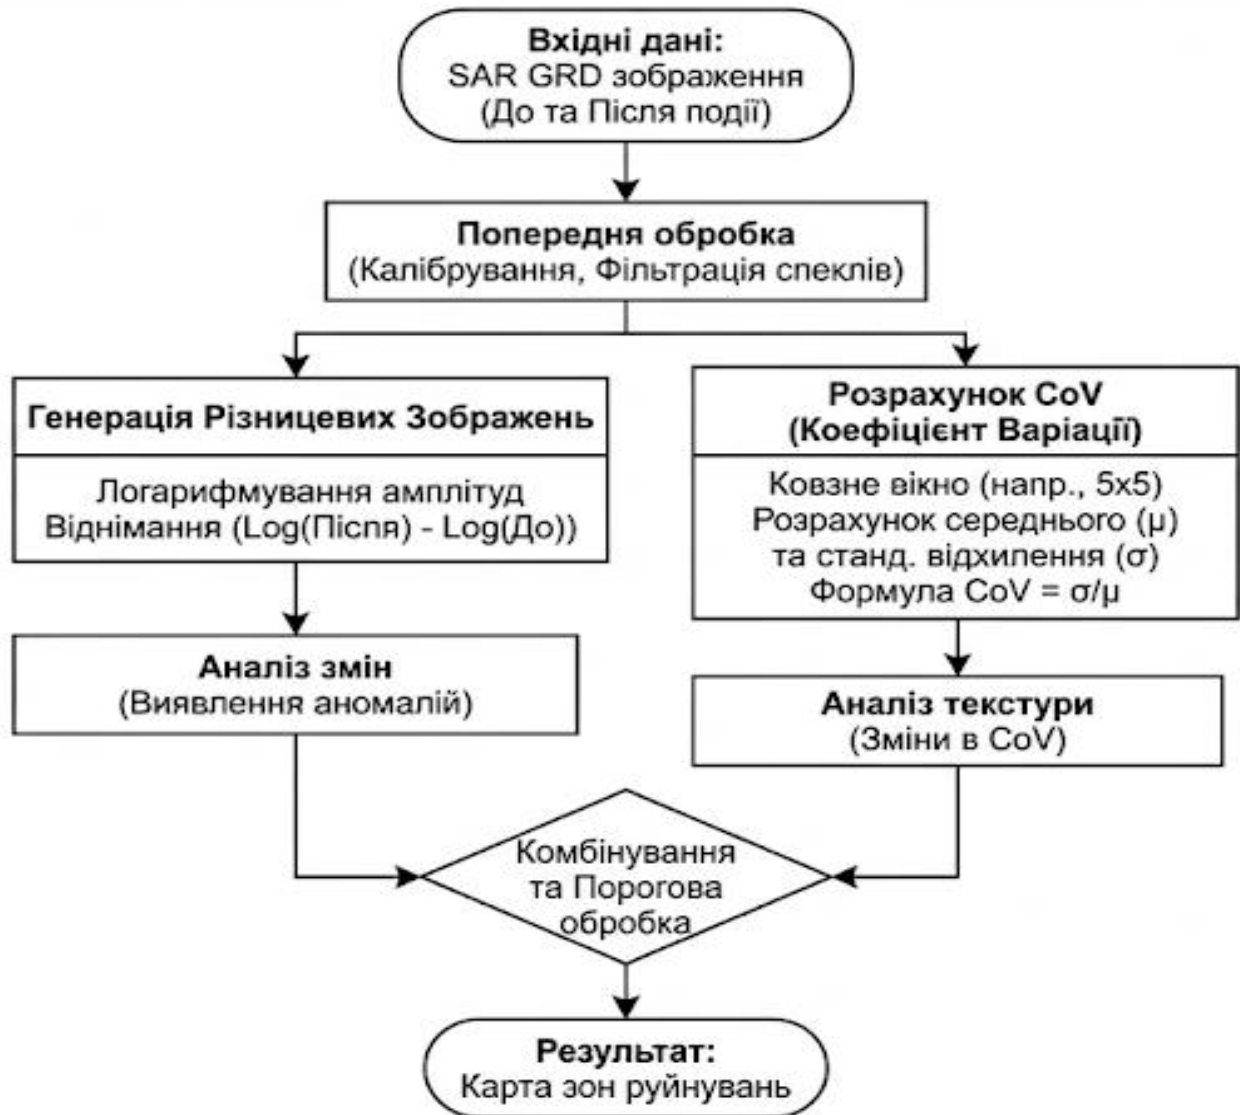 Вхідні дані:
SAR GRD зображення
(До та Після події)
Попередня обробка
(Калібрування, Фільтрація спеклів)
Генерація Різницевих Зображень
Логарифмування амплітуд
Віднімання (Log(Після) - Log(До))
Аналіз змін
(Виявлення аномалій)
Розрахунок CoV
(Коефіцієнт Варіації)
Ковзне вікно (напр., 5x5)
Розрахунок середнього (μ)
та станд. відхилення (σ)
Формула CoV = σ/μ
Аналіз текстури
(Зміни в CoV)
Комбінування
та Порогова
обробка
Результат:
Карта зон руйнувань